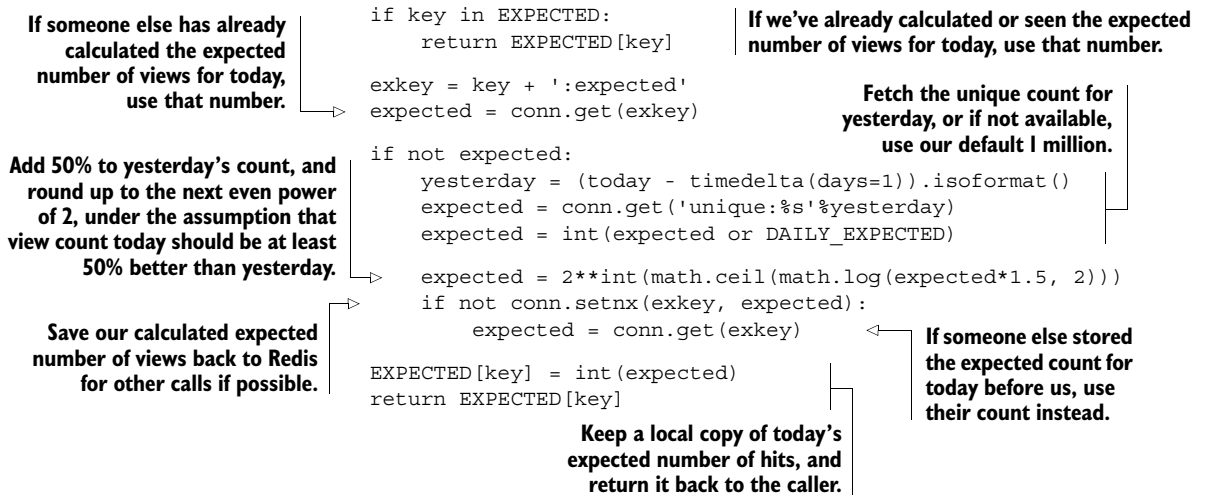 if key in EXPECTED:
    return EXPECTED[key]
If we've already calculated or seen the expected
number of views for today, use that number.
If someone else has already
calculated the expected
number of views for today,
use that number.
exkey = key + ':expected'
expected = conn.get(exkey)
Fetch the unique count for
yesterday, or if not available,
use our default 1 million.
if not expected:
    yesterday = (today - timedelta(days=1)).isoformat()
    expected = conn.get('unique:%s'%yesterday)
    expected = int(expected or DAILY_EXPECTED)
Add 50% to yesterday's count, and
round up to the next even power
of 2, under the assumption that
view count today should be at least
50% better than yesterday.
    expected = 2**int(math.ceil(math.log(expected*1.5, 2)))
    if not conn.setnx(exkey, expected):
        expected = conn.get(exkey)
Save our calculated expected
number of views back to Redis
for other calls if possible.
If someone else stored
the expected count for
today before us, use
their count instead.
EXPECTED[key] = int(expected)
return EXPECTED[key]
Keep a local copy of today's
expected number of hits, and
return it back to the caller.